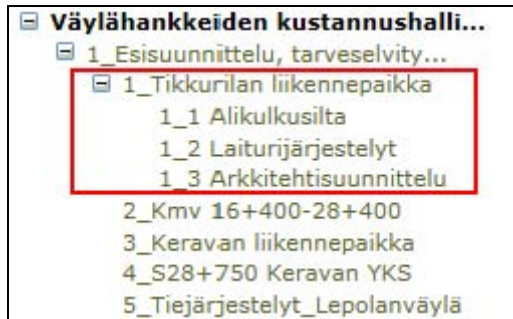 Väylähankkeiden kustannushalli...
1_Esisuunnittelu, tarveselvity...
1_Tikkurilan liikennepaikka
1_1 Alikulkusilta
1_2 Laiturijärjestelyt
1_3 Arkkitehtisuunnittelu
2_Kmv 16+400-28+400
3_Keravan liikennepaikka
4_S28+750 Keravan YKS
5_Tiejärjestelyt_Lepolanväylä